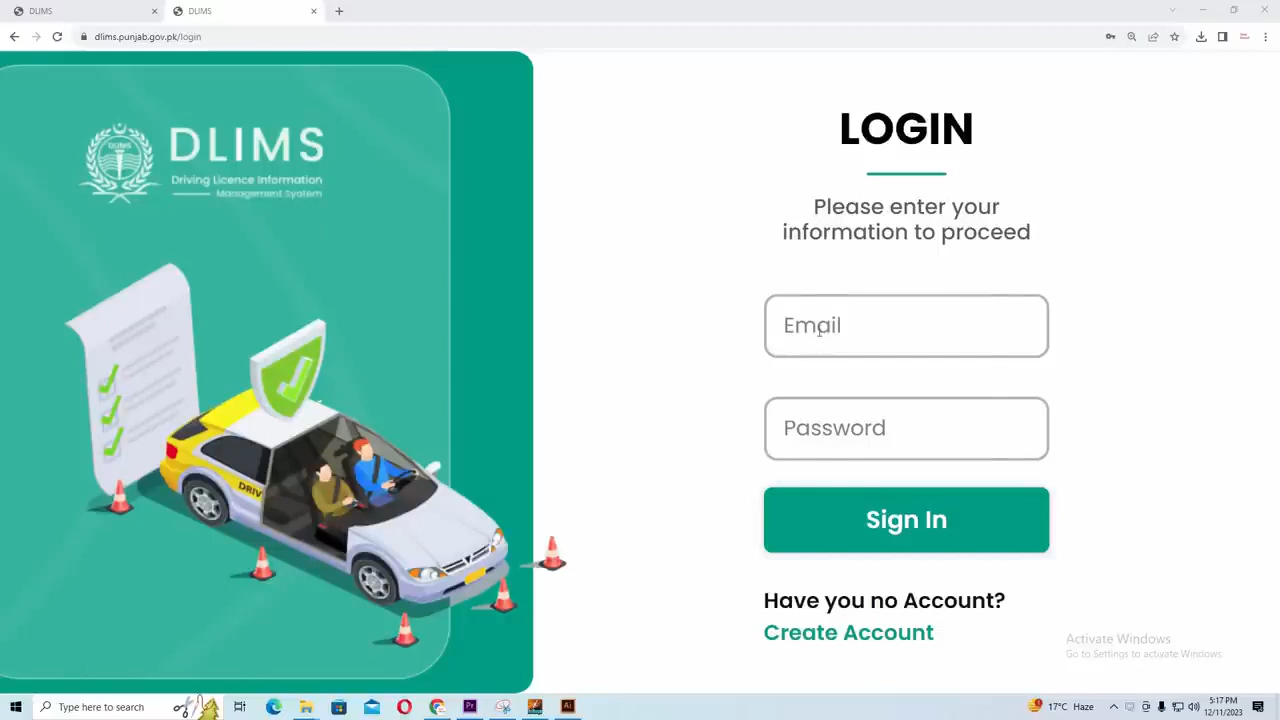 DLIMS
DLIMS
dlims.punjab.gov.pk/login
DLIMS
Driving Licence Information
Management System
DRIV
LOGIN
Please enter your
information to proceed
Email
Password
Sign In
Have you no Account?
Create Account
Activate Windows
Go to Settings to activate Windows.
Type here to search
17°C Haze
5:17 PM
12/11/2023